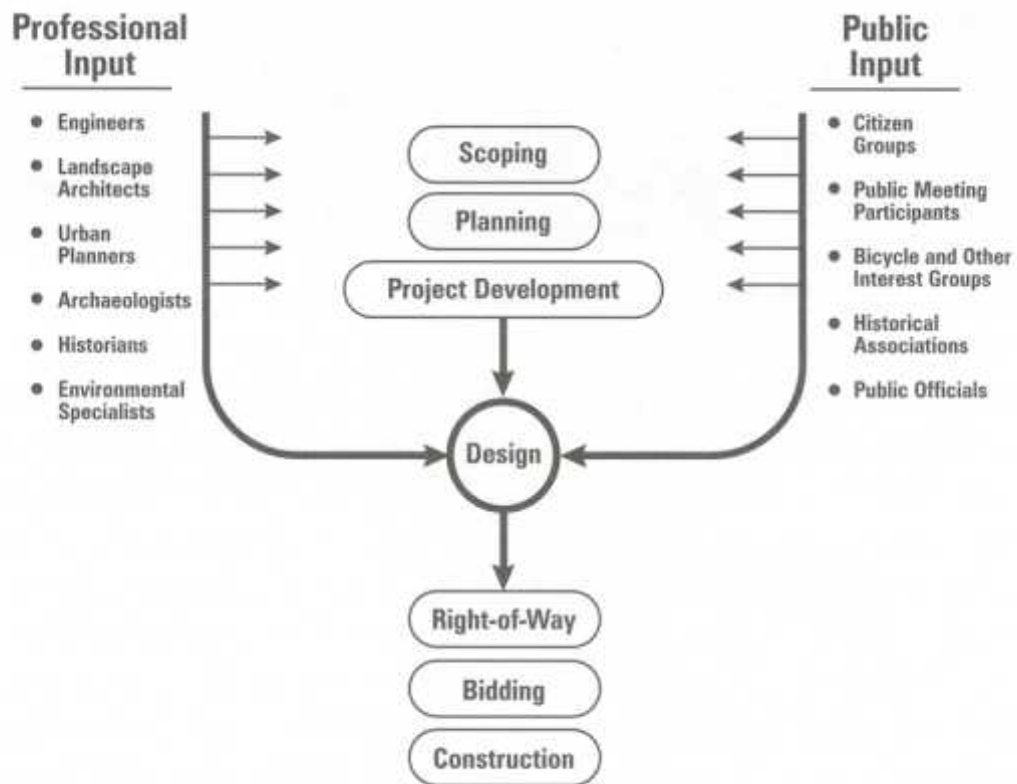 Professional
Input
Engineers
Landscape
Architects
Urban
Planners
Archaeologists
Historians
Environmental
Specialists
Scoping
Planning
Project Development
Design
Right-of-Way
Bidding
Construction
Public
Input
Citizen
Groups
Public Meeting
Participants
Bicycle and Other
Interest Groups
Historical
Associations
Public Officials